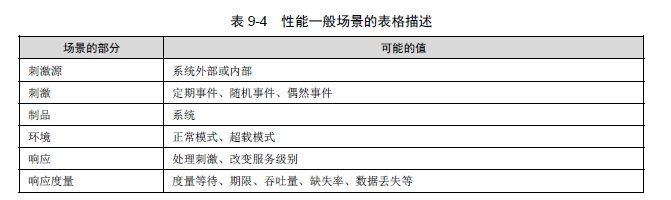 表 9-4 性能一般场景的表格描述
场景的部分 可能的值
刺激源 系统外部或内部
刺激 定期事件、随机事件、偶然事件
制品 系统
环境 正常模式、超载模式
响应 处理刺激、改变服务级别
响应度量 度量等待、期限、吞吐量、缺失率、数据丢失等